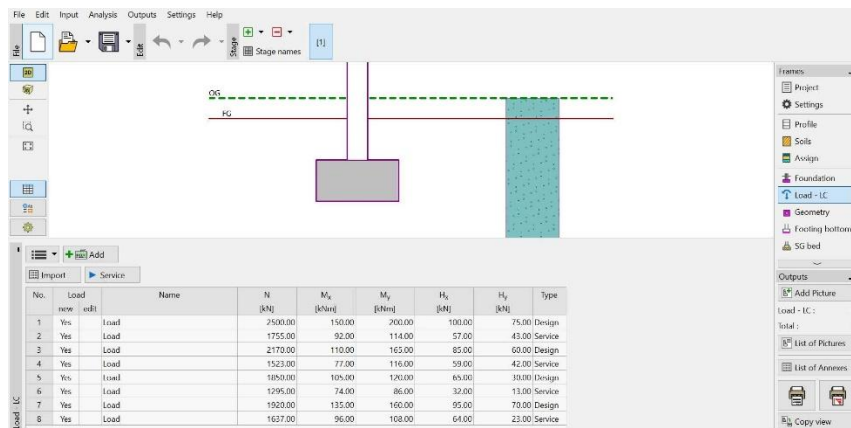 File Edit Input Analysis Outputs Settings Help
File
Edit
Stage
Stage names
[1]
OG
FG
Frames
Project
Settings
Profile
Soils
Assign
Foundation
Load - LC
Geometry
Footing bottom
SG bed
Outputs
Add Picture
Load - LC :
Total :
List of Pictures
List of Annexes
Copy view
Add
Import Service
No. Load Name N Mx My Hx Hy Type
new edit [kN] [kNm] [kNm] [kN] [kN]
1 Yes Load 2500.00 150.00 200.00 100.00 75.00 Design
2 Yes Load 1755.00 92.00 114.00 57.00 43.00 Service
3 Yes Load 2170.00 110.00 165.00 85.00 60.00 Design
4 Yes Load 1523.00 77.00 116.00 59.00 42.00 Service
5 Yes Load 1850.00 105.00 120.00 65.00 30.00 Design
6 Yes Load 1295.00 74.00 86.00 32.00 13.00 Service
7 Yes Load 1920.00 135.00 160.00 95.00 70.00 Design
8 Yes Load 1637.00 96.00 108.00 64.00 23.00 Service
Load - LC